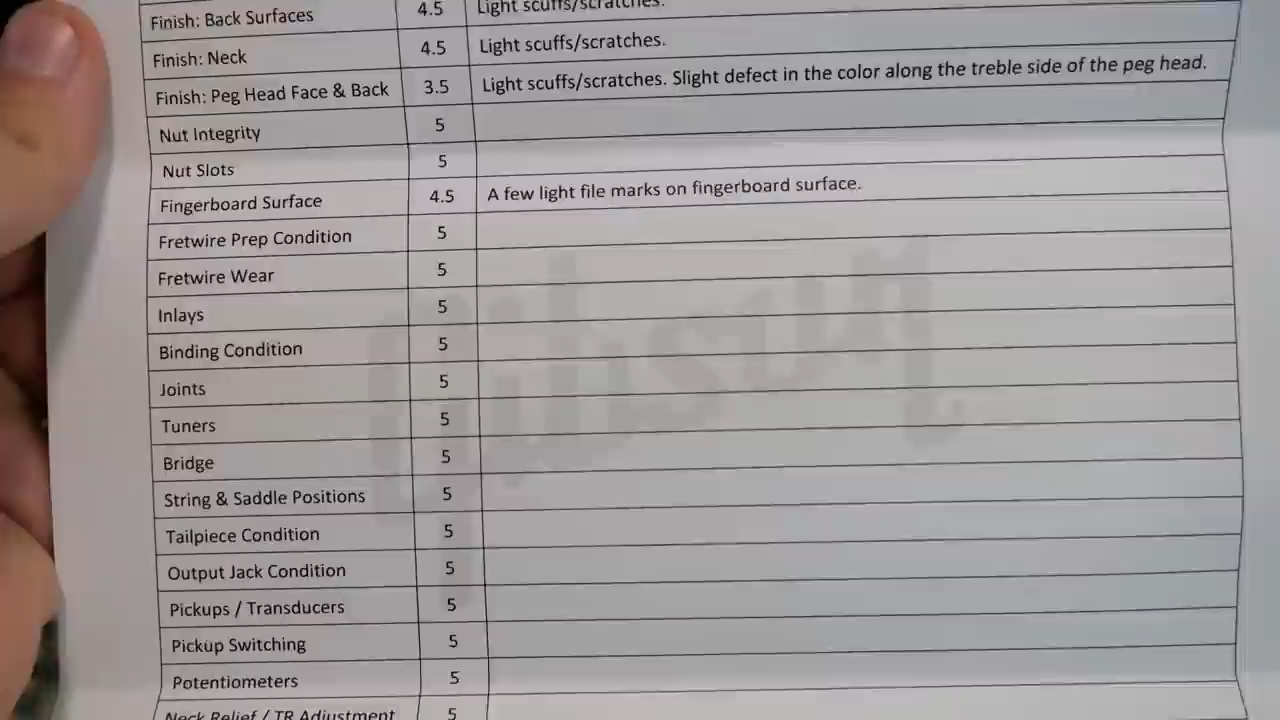 Finish: Back Surfaces 4.5 Light scuffs/scratches.
Finish: Neck 4.5 Light scuffs/scratches.
Finish: Peg Head Face & Back 3.5 Light scuffs/scratches. Slight defect in the color along the treble side of the peg head.
Nut Integrity 5
Nut Slots 5
Fingerboard Surface 4.5 A few light file marks on fingerboard surface.
Fretwire Prep Condition 5
Fretwire Wear 5
Inlays 5
Binding Condition 5
Joints 5
Tuners 5
Bridge 5
String & Saddle Positions 5
Tailpiece Condition 5
Output Jack Condition 5
Pickups / Transducers 5
Pickup Switching 5
Potentiometers 5
Neck Relief / TR Adjustment 5
Gibson